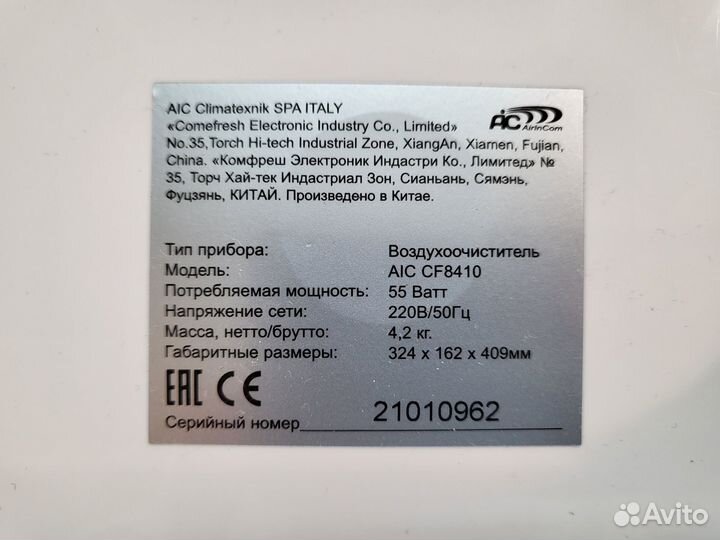 AIC Climatexnik SPA ITALY
AIC AirInCom
«Comefresh Electronic Industry Co., Limited»
No.35,Torch Hi-tech Industrial Zone, XiangAn, Xiamen, Fujian,
China. «Комфреш Электроник Индастри Ко., Лимитед» №
35, Торч Хай-тек Индастриал Зон, Сианьань, Сямэнь,
Фуцзянь, КИТАЙ. Произведено в Китае.
Тип прибора: Воздухоочиститель
Модель: AIC CF8410
Потребляемая мощность: 55 Ватт
Напряжение сети: 220В/50Гц
Масса, нетто/брутто: 4,2 кг.
Габаритные размеры: 324 x 162 x 409мм
EAC CE
Серийный номер 21010962
Avito